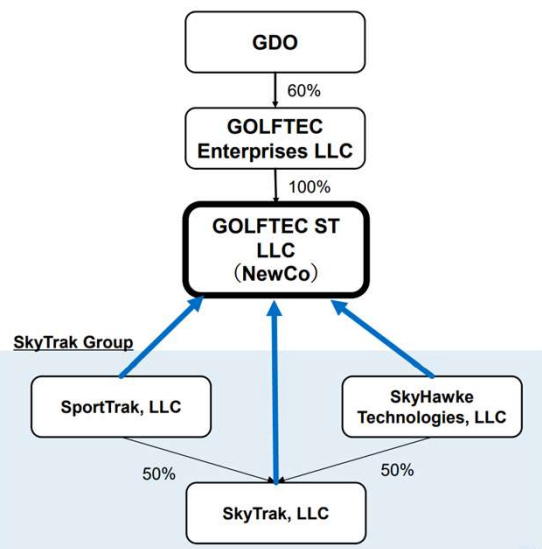 GDO
60%
GOLFTEC
Enterprises LLC
100%
GOLFTEC ST
LLC
（NewCo）
SkyTrak Group
SportTrak, LLC
SkyHawke
Technologies, LLC
50%
50%
SkyTrak, LLC